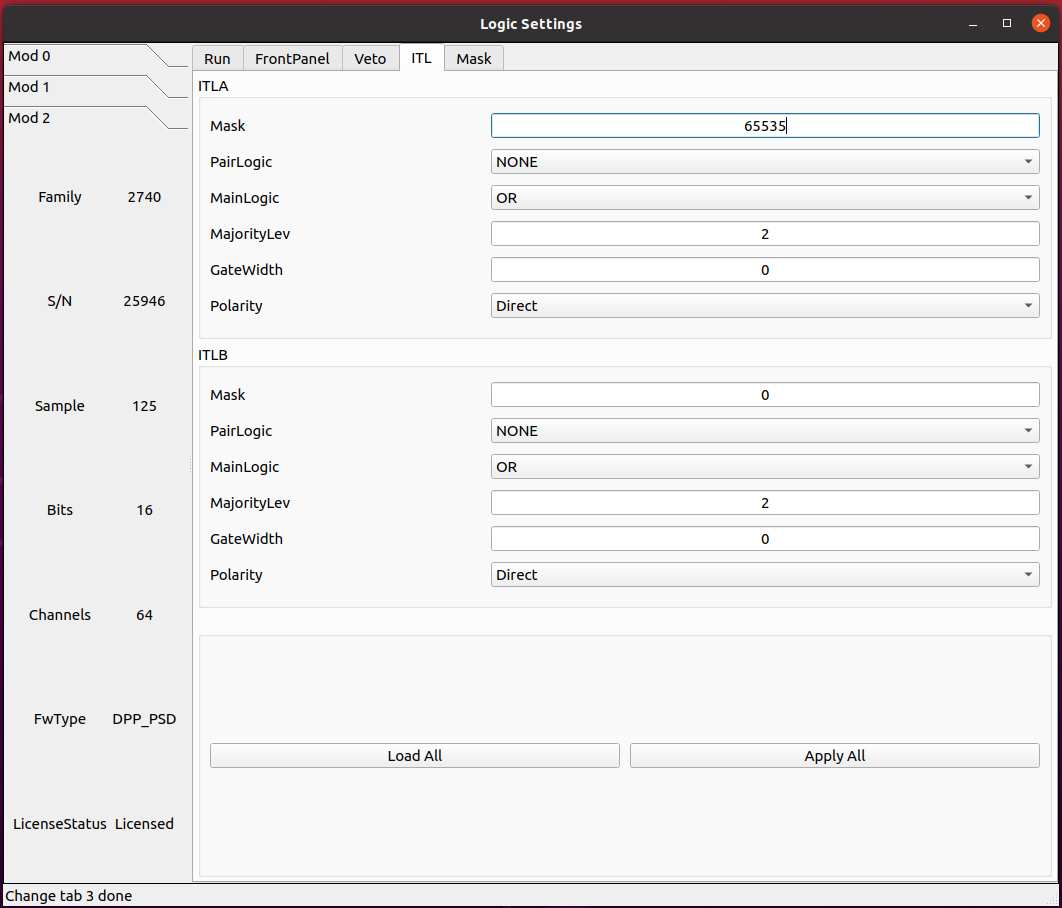 Logic Settings
Mod 0
Mod 1
Mod 2
Family 2740
S/N 25946
Sample 125
Bits 16
Channels 64
FwType DPP_PSD
LicenseStatus Licensed
Run FrontPanel Veto ITL Mask
ITLA
Mask 65535
PairLogic NONE
MainLogic OR
MajorityLev 2
GateWidth 0
Polarity Direct
ITLB
Mask 0
PairLogic NONE
MainLogic OR
MajorityLev 2
GateWidth 0
Polarity Direct
Load All Apply All
Change tab 3 done